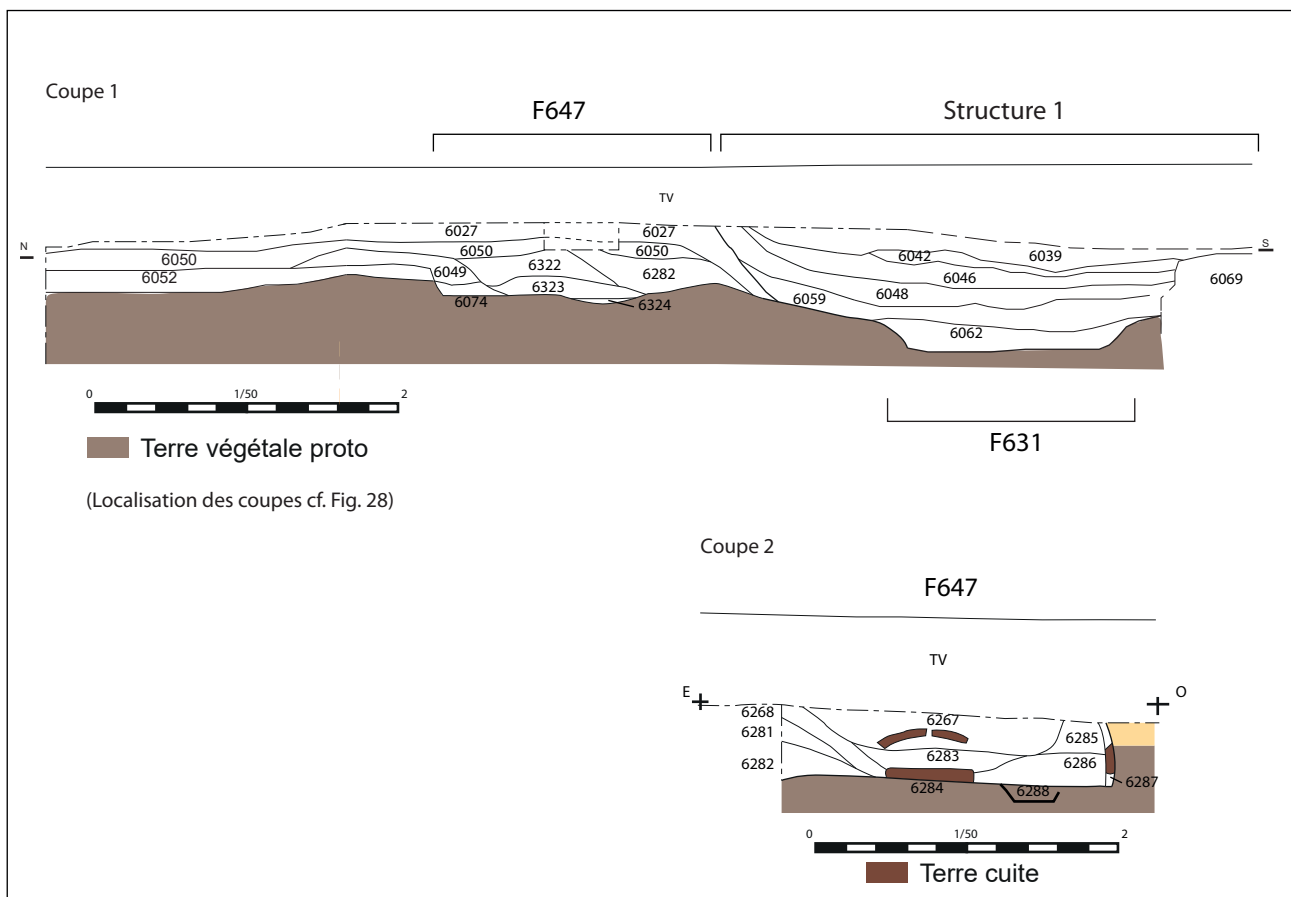 Coupe 1
F647
Structure 1
TV
N
6027
6027
S
6050
6050
6050
6042
6039
6052
6049
6322
6282
6046
6069
6323
6048
6074
6324
6059
6062
0
1/50
2
F631
Terre végétale proto
(Localisation des coupes cf. Fig. 28)
Coupe 2
F647
TV
E
O
6268
6267
6281
6285
6283
6282
6286
6284
6288
6287
0
1/50
2
Terre cuite